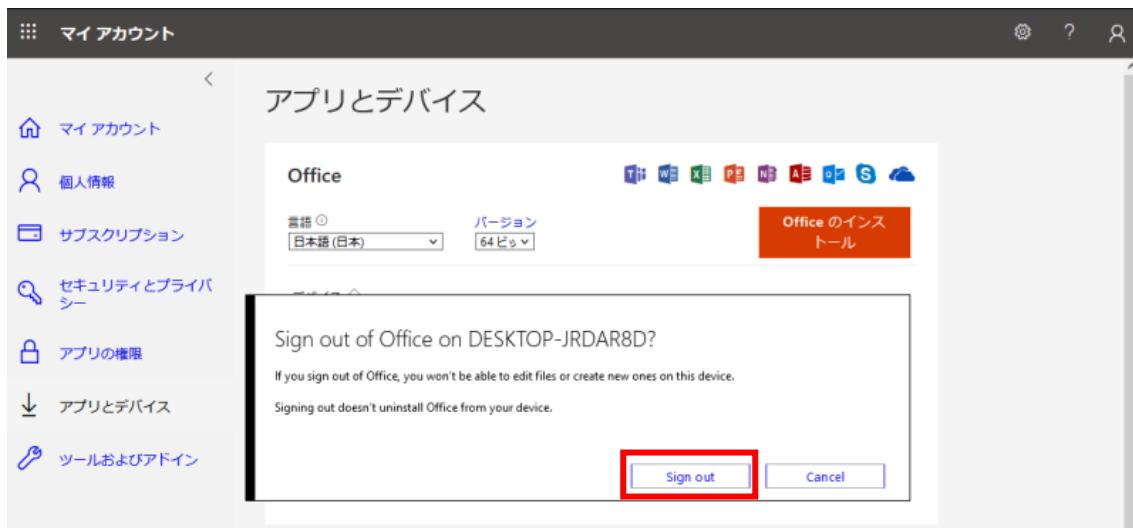 マイ アカウント
?
アプリとデバイス
マイ アカウント
個人情報
サブスクリプション
セキュリティとプライバ
シー
アプリの権限
アプリとデバイス
ツールおよびアドイン
Office
言語
バージョン
日本語 (日本)
64 ビッ
Office のインス
トール
Sign out of Office on DESKTOP-JRDAR8D?
If you sign out of Office, you won't be able to edit files or create new ones on this device.
Signing out doesn't uninstall Office from your device.
Sign out
Cancel